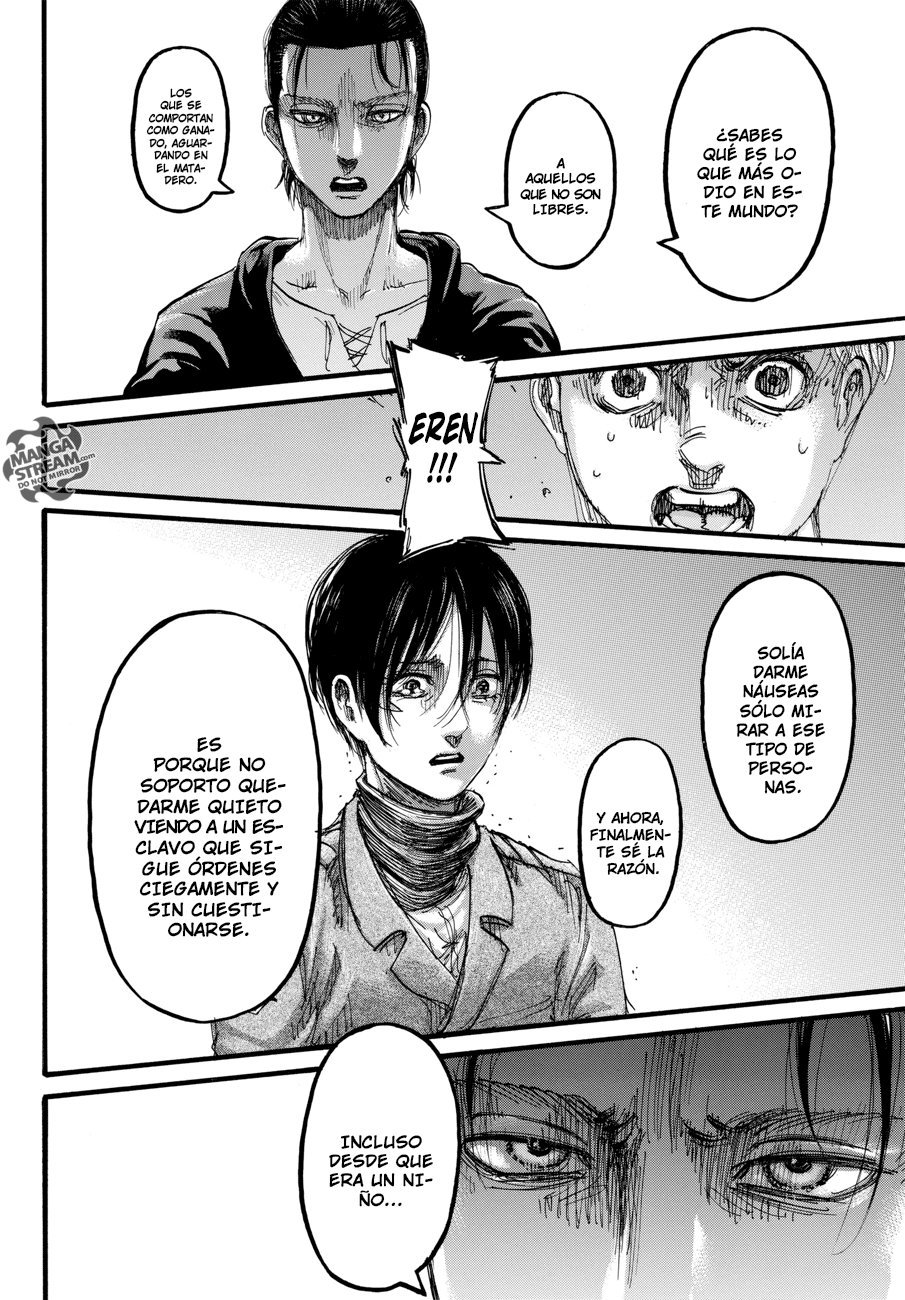 ¿SABES
QUÉ ES LO
QUE MÁS O-
DIO EN ES-
TE MUNDO?
A
AQUELLOS
QUE NO SON
LIBRES.
LOS
QUE SE
COMPORTAN
COMO GANA-
DO, AGUAR-
DANDO EN
EL MATA-
DERO.
EREN
!!!
MANGA
STREAM.com
DO NOT MIRROR
SOLÍA
DARME
NÁUSEAS
SÓLO MI-
RAR A ESE
TIPO DE
PERSO-
NAS.
Y AHORA,
FINALMEN-
TE SÉ LA
RAZÓN.
ES
PORQUE NO
SOPORTO QUE-
DARME QUIETO
VIENDO A UN ES-
CLAVO QUE SI-
GUE ÓRDENES
CIEGAMENTE Y
SIN CUESTI-
ONARSE.
INCLUSO
DESDE QUE
ERA UN NI-
ÑO...